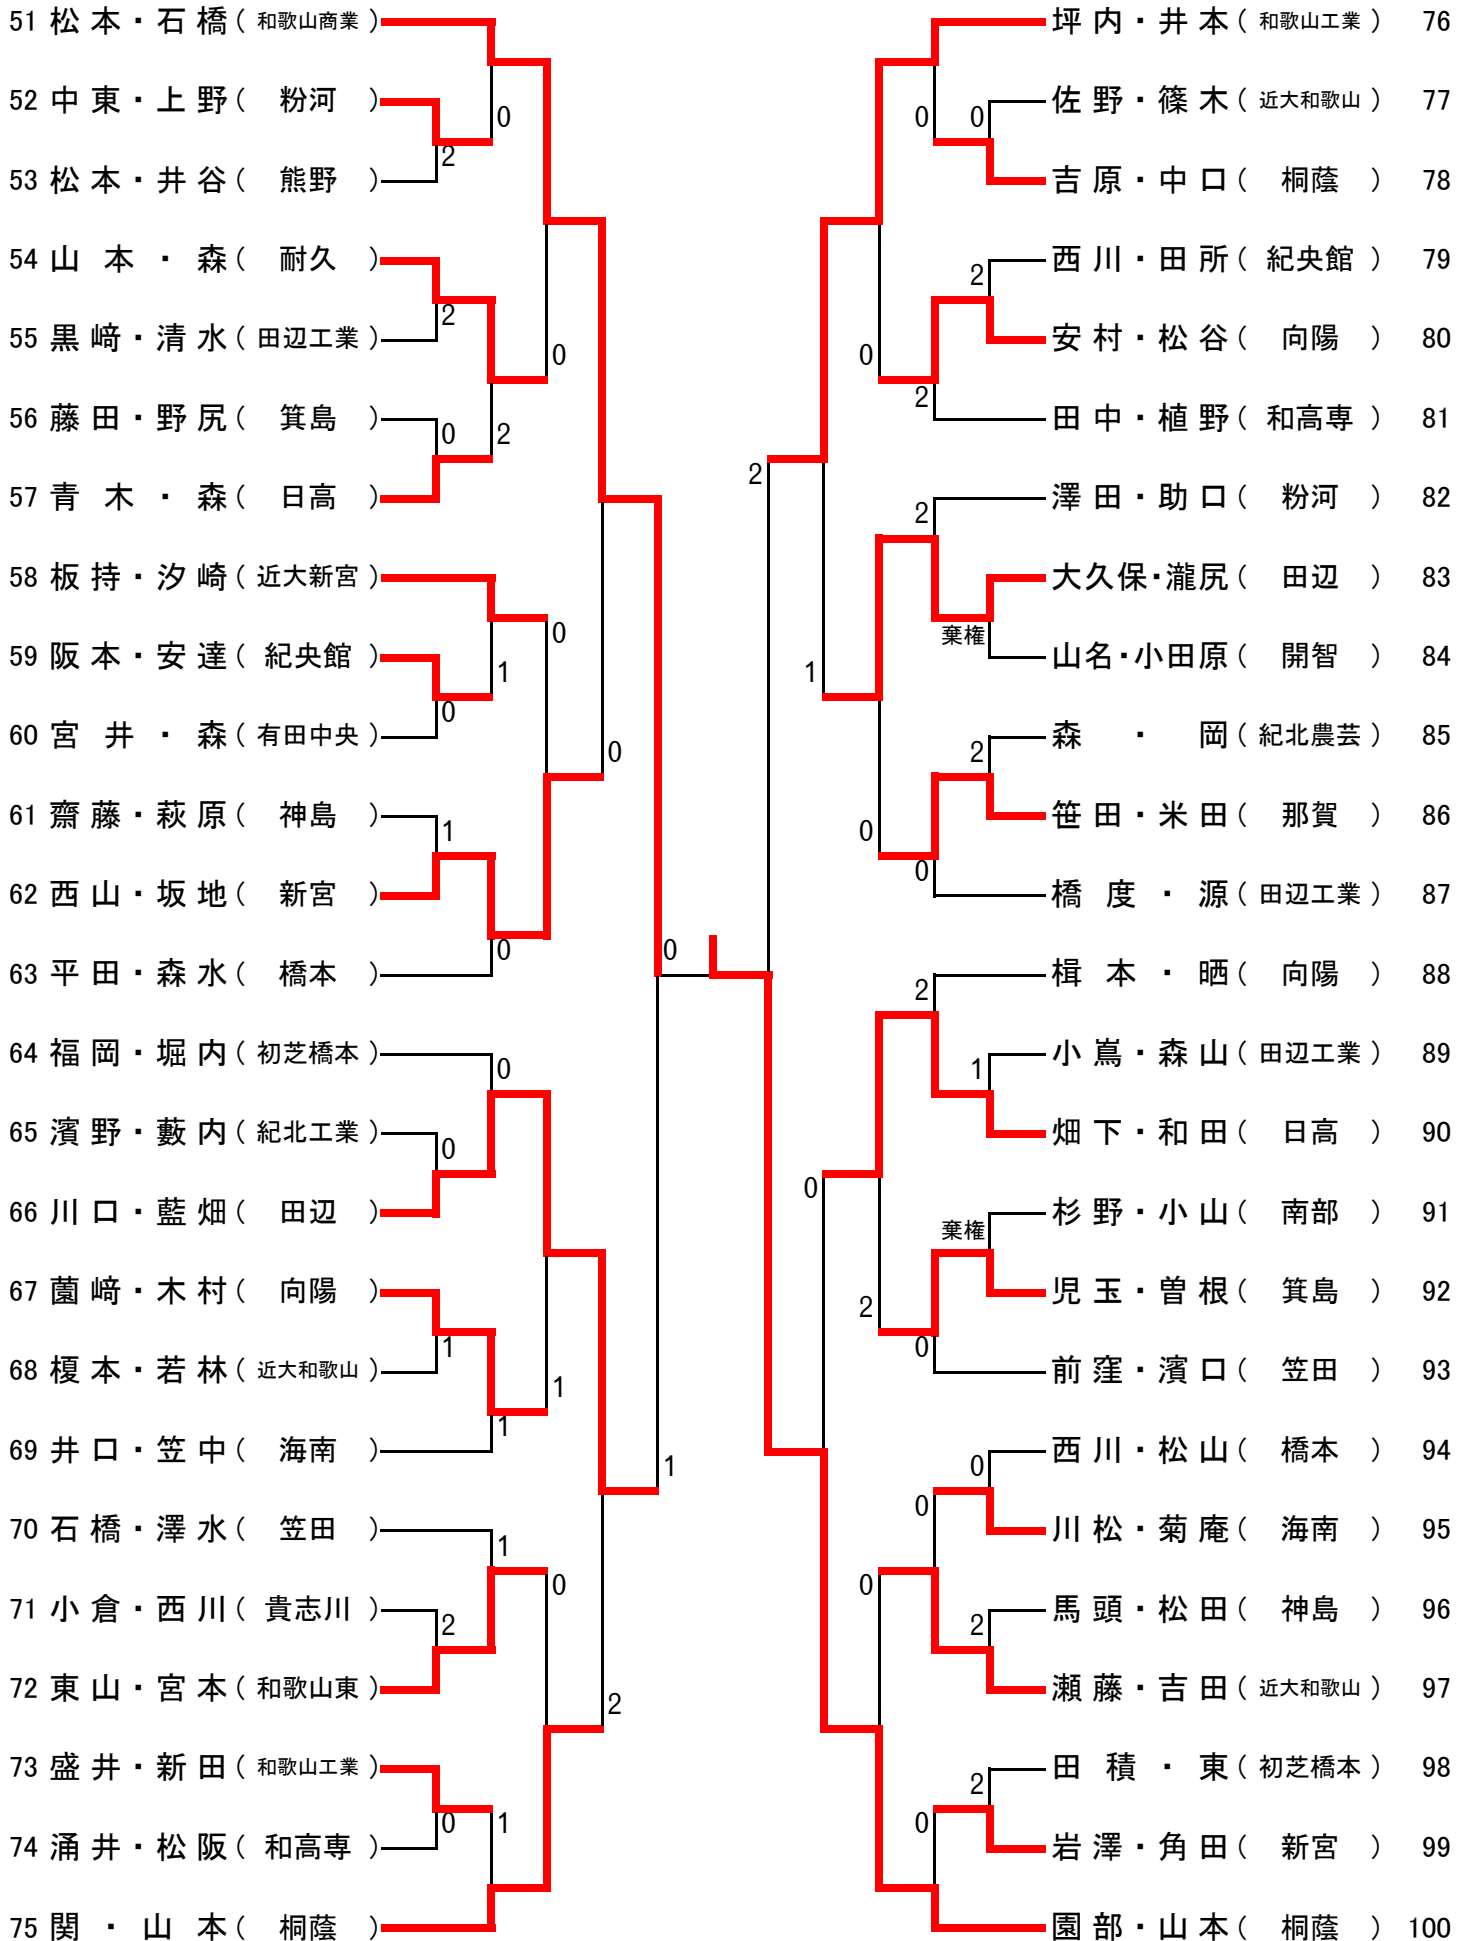 51 松本・石橋(和歌山商業)
52 中東・上野(粉河)
53 松本・井谷(熊野)
54 山本・森(耐久)
55 黒﨑・清水(田辺工業)
56 藤田・野尻(箕島)
57 青木・森(日高)
58 板持・汐崎(近大新宮)
59 阪本・安達(紀央館)
60 宮井・森(有田中央)
61 齋藤・萩原(神島)
62 西山・坂地(新宮)
63 平田・森水(橋本)
64 福岡・堀内(初芝橋本)
65 濱野・藪内(紀北工業)
66 川口・藍畑(田辺)
67 薗﨑・木村(向陽)
68 榎本・若林(近大和歌山)
69 井口・笠中(海南)
70 石橋・澤水(笠田)
71 小倉・西川(貴志川)
72 東山・宮本(和歌山東)
73 盛井・新田(和歌山工業)
74 涌井・松阪(和高専)
75 関・山本(桐蔭)
2
2
0
0
1
0
0
1
2
0
0
2
1
0
0
1
1
1
0
0
1
0
0
2
1
坪内・井本(和歌山工業) 76
佐野・篠木(近大和歌山) 77
吉原・中口(桐蔭) 78
西川・田所(紀央館) 79
安村・松谷(向陽) 80
田中・植野(和高専) 81
澤田・助口(粉河) 82
大久保・瀧尻(田辺) 83
山名・小田原(開智) 84
森・岡(紀北農芸) 85
笹田・米田(那賀) 86
橋度・源(田辺工業) 87
楫本・晒(向陽) 88
小嶌・森山(田辺工業) 89
畑下・和田(日高) 90
杉野・小山(南部) 91
児玉・曽根(箕島) 92
前窪・濱口(笠田) 93
西川・松山(橋本) 94
川松・菊庵(海南) 95
馬頭・松田(神島) 96
瀬藤・吉田(近大和歌山) 97
田積・東(初芝橋本) 98
岩澤・角田(新宮) 99
園部・山本(桐蔭) 100
0
2
棄権
2
1
棄権
0
2
2
0
2
2
0
2
0
0
0
0
0
2
0
1
0
2